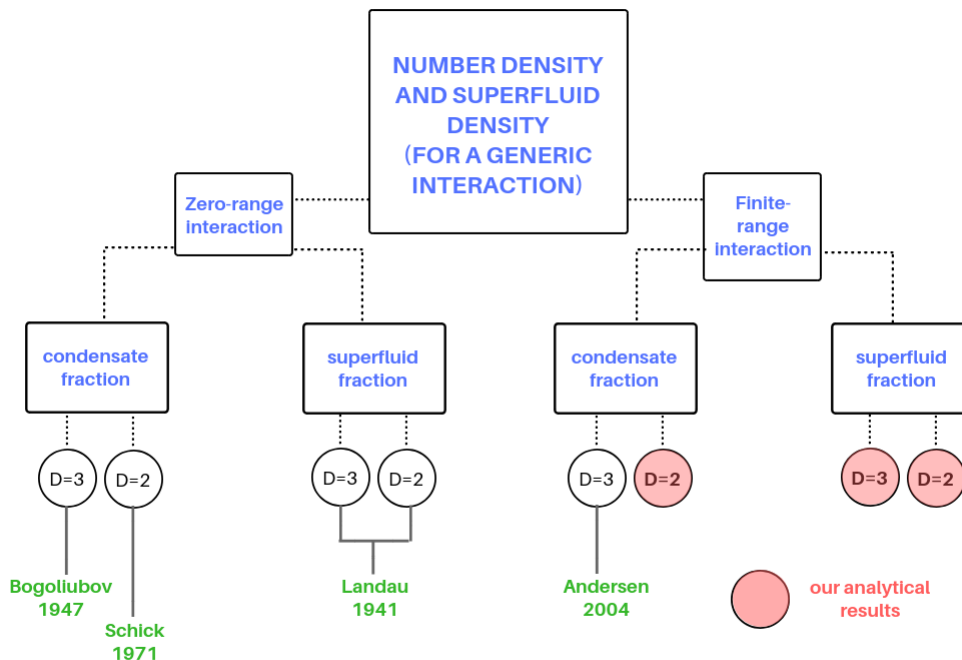 NUMBER DENSITY
AND SUPERFLUID
DENSITY
(FOR A GENERIC
INTERACTION)
Zero-range
interaction
Finite-
range
interaction
condensate
fraction
superfluid
fraction
condensate
fraction
superfluid
fraction
D=3
D=2
D=3
D=2
D=3
D=2
D=3
D=2
Bogoliubov
1947
Schick
1971
Landau
1941
Andersen
2004
our analytical
results